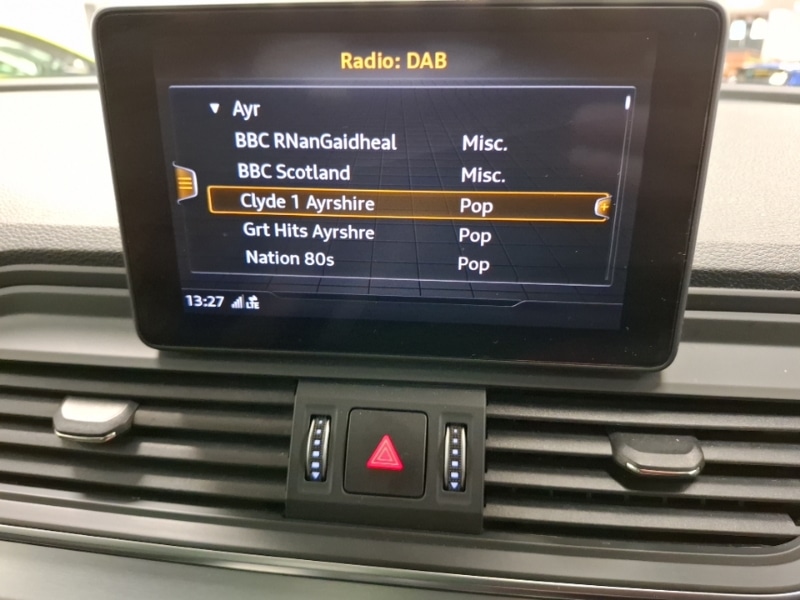 Radio: DAB
Ayr
BBC RNanGaidheal Misc.
BBC Scotland Misc.
Clyde 1 Ayrshire Pop
Grt Hits Ayrshre Pop
Nation 80s Pop
13:27 LTE